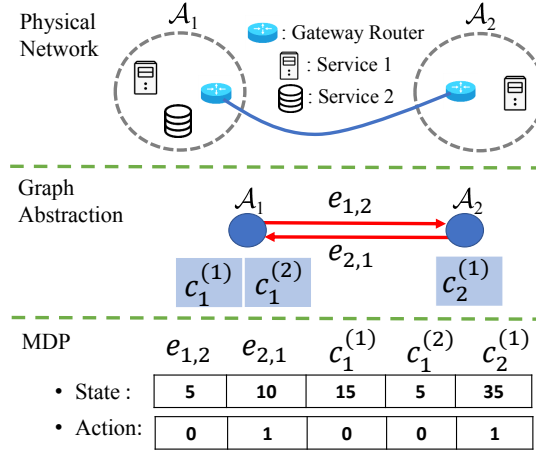 Physical
Network
𝒜₁
𝒜₂
: Gateway Router
: Service 1
: Service 2
Graph
Abstraction
𝒜₁
𝒜₂
e₁,₂
e₂,₁
c₁⁽¹⁾ c₁⁽²⁾ c₂⁽¹⁾
MDP
e₁,₂ e₂,₁ c₁⁽¹⁾ c₁⁽²⁾ c₂⁽¹⁾
• State : 5 10 15 5 35
• Action: 0 1 0 0 1